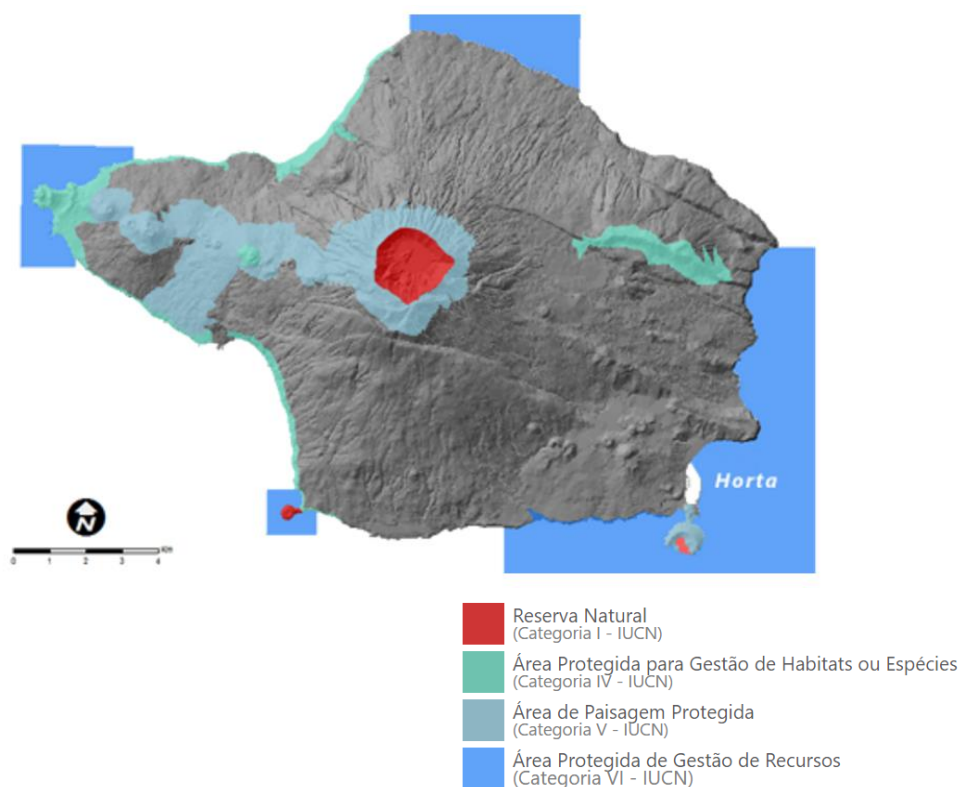 Horta
N
0 1 2 3 4 Km
Reserva Natural
(Categoria I - IUCN)
Área Protegida para Gestão de Habitats ou Espécies
(Categoria IV - IUCN)
Área de Paisagem Protegida
(Categoria V - IUCN)
Área Protegida de Gestão de Recursos
(Categoria VI - IUCN)